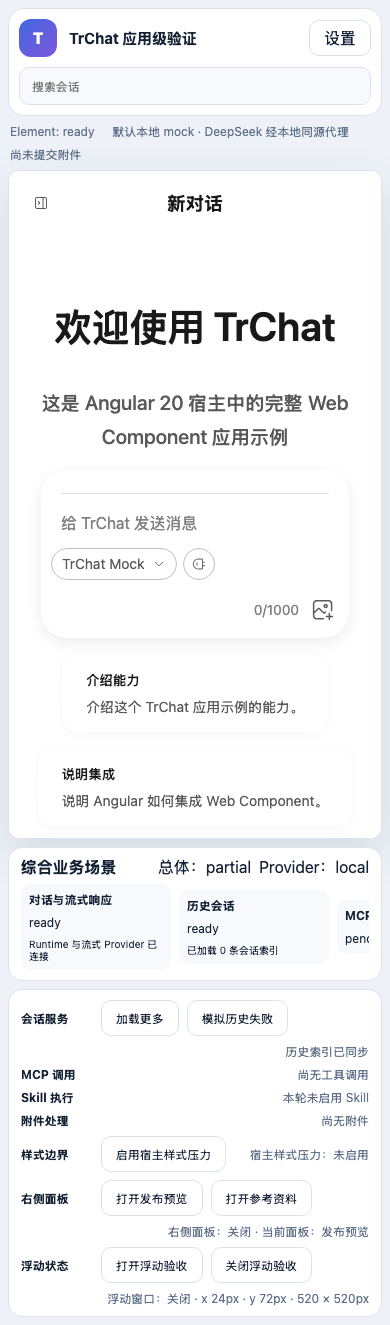 T
TrChat 应用级验证
设置
搜索会话
Element: ready 默认本地 mock · DeepSeek 经本地同源代理
尚未提交附件
新对话
欢迎使用 TrChat
这是 Angular 20 宿主中的完整 Web
Component 应用示例
给 TrChat 发送消息
TrChat Mock
0/1000
介绍能力
介绍这个 TrChat 应用示例的能力。
说明集成
说明 Angular 如何集成 Web Component。
综合业务场景 总体：partial Provider：local
对话与流式响应
ready
Runtime 与流式 Provider 已
连接
历史会话
ready
已加载 0 条会话索引
MCP
pend
会话服务 加载更多 模拟历史失败
历史索引已同步
MCP 调用 尚无工具调用
Skill 执行 本轮未启用 Skill
附件处理 尚无附件
样式边界 启用宿主样式压力 宿主样式压力：未启用
右侧面板 打开发布预览 打开参考资料
右侧面板：关闭 · 当前面板：发布预览
浮动状态 打开浮动验收 关闭浮动验收
浮动窗口：关闭 · x 24px · y 72px · 520 × 520px